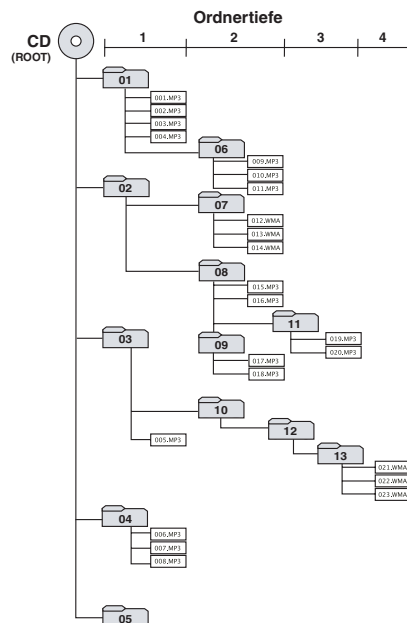 Ordnertiefe
CD
(ROOT)
1 2 3 4
01
001.MP3
002.MP3
003.MP3
004.MP3
06
009.MP3
010.MP3
011.MP3
02
07
012.WMA
013.WMA
014.WMA
08
015.MP3
016.MP3
11
019.MP3
020.MP3
03
09
017.MP3
018.MP3
10
005.MP3
12
13
021.WMA
022.WMA
023.WMA
04
006.MP3
007.MP3
008.MP3
05